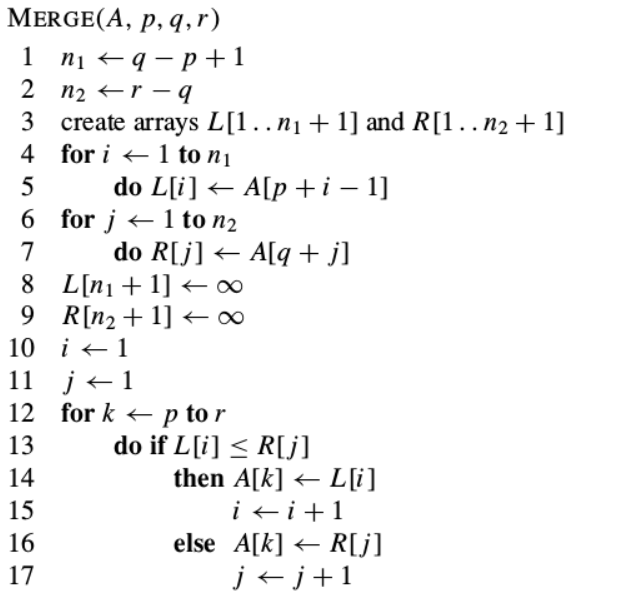 MERGE(A, p, q, r)
1 n₁ ← q − p + 1
2 n₂ ← r − q
3 create arrays L[1 . . n₁ + 1] and R[1 . . n₂ + 1]
4 for i ← 1 to n₁
5 do L[i] ← A[p + i − 1]
6 for j ← 1 to n₂
7 do R[j] ← A[q + j]
8 L[n₁ + 1] ← ∞
9 R[n₂ + 1] ← ∞
10 i ← 1
11 j ← 1
12 for k ← p to r
13 do if L[i] ≤ R[j]
14 then A[k] ← L[i]
15 i ← i + 1
16 else A[k] ← R[j]
17 j ← j + 1